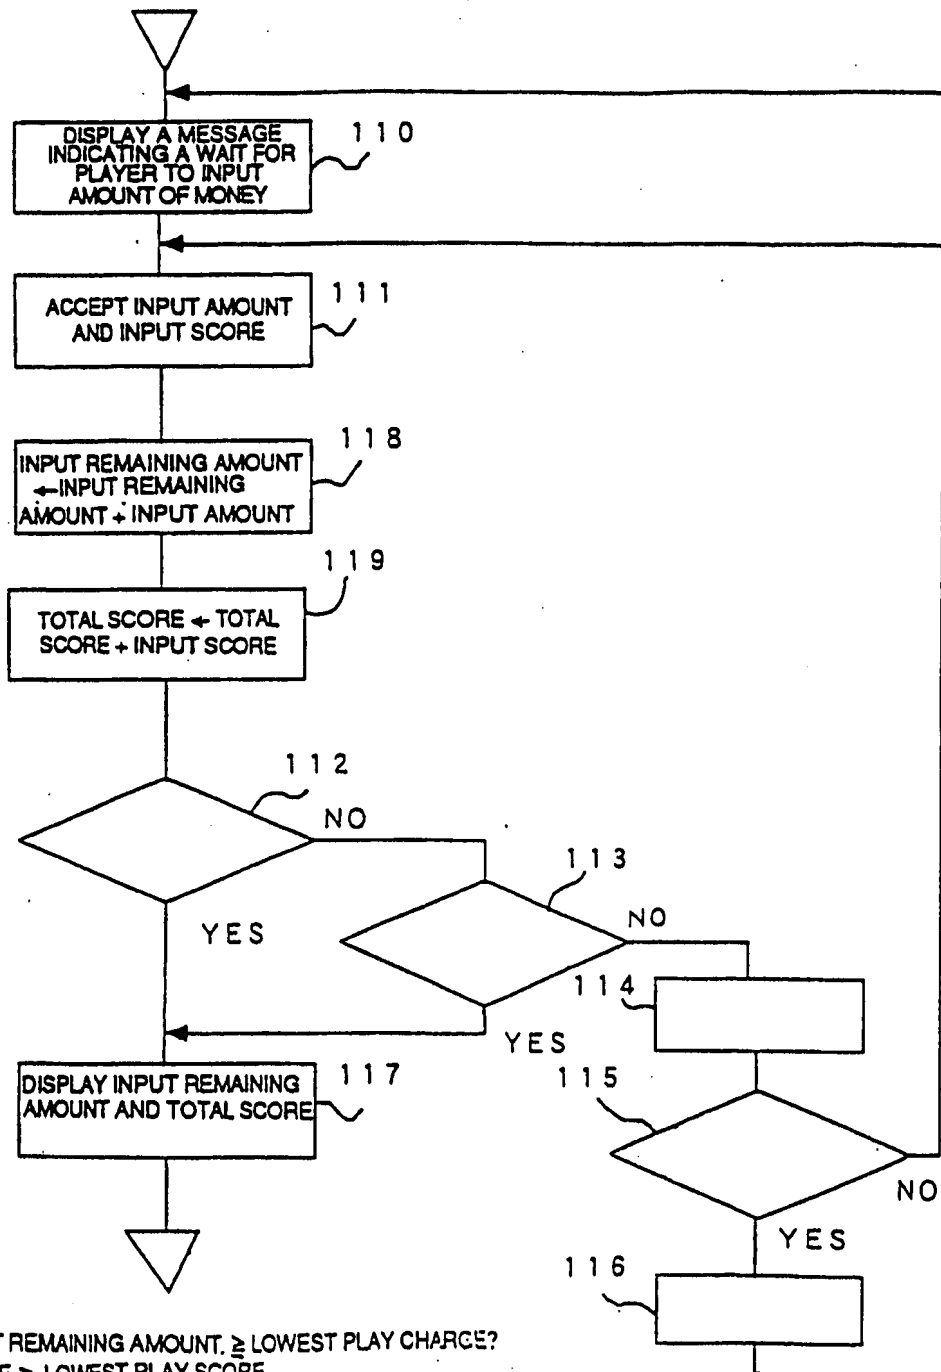 110
DISPLAY A MESSAGE
INDICATING A WAIT FOR
PLAYER TO INPUT
AMOUNT OF MONEY
111
ACCEPT INPUT AMOUNT
AND INPUT SCORE
118
INPUT REMAINING AMOUNT
←INPUT REMAINING
AMOUNT + INPUT AMOUNT
119
TOTAL SCORE ← TOTAL
SCORE + INPUT SCORE
112
NO
YES
113
NO
YES
114
115
NO
YES
116
117
DISPLAY INPUT REMAINING
AMOUNT AND TOTAL SCORE
REMAINING AMOUNT. ≧ LOWEST PLAY CHARGE?
≥ LOWEST PLAY SCORE